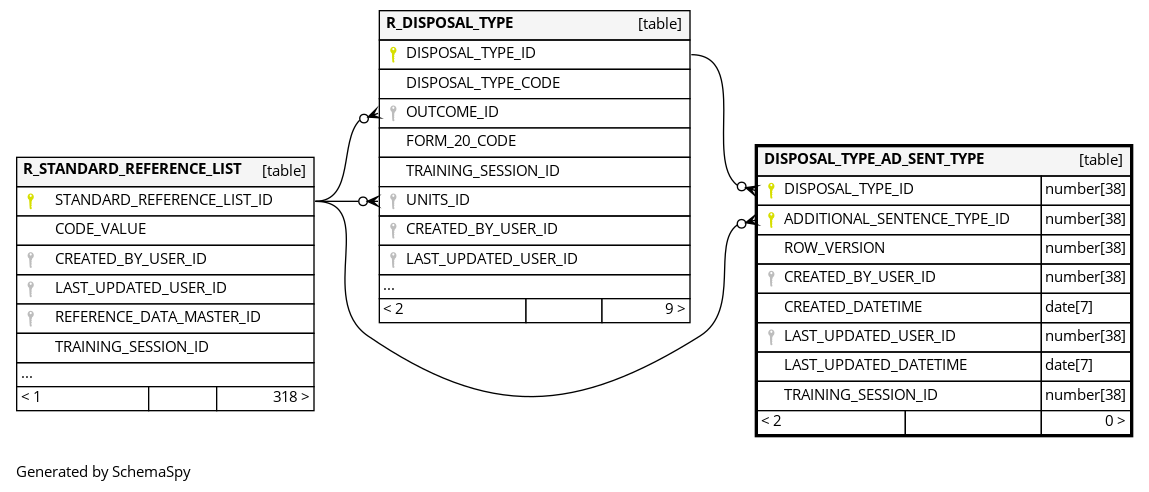 R_DISPOSAL_TYPE [table]
DISPOSAL_TYPE_ID
DISPOSAL_TYPE_CODE
OUTCOME_ID
FORM_20_CODE
TRAINING_SESSION_ID
UNITS_ID
CREATED_BY_USER_ID
LAST_UPDATED_USER_ID
...
< 2 9 >
R_STANDARD_REFERENCE_LIST [table]
STANDARD_REFERENCE_LIST_ID
CODE_VALUE
CREATED_BY_USER_ID
LAST_UPDATED_USER_ID
REFERENCE_DATA_MASTER_ID
TRAINING_SESSION_ID
...
< 1 318 >
DISPOSAL_TYPE_AD_SENT_TYPE [table]
DISPOSAL_TYPE_ID number[38]
ADDITIONAL_SENTENCE_TYPE_ID number[38]
ROW_VERSION number[38]
CREATED_BY_USER_ID number[38]
CREATED_DATETIME date[7]
LAST_UPDATED_USER_ID number[38]
LAST_UPDATED_DATETIME date[7]
TRAINING_SESSION_ID number[38]
< 2 0 >
Generated by SchemaSpy